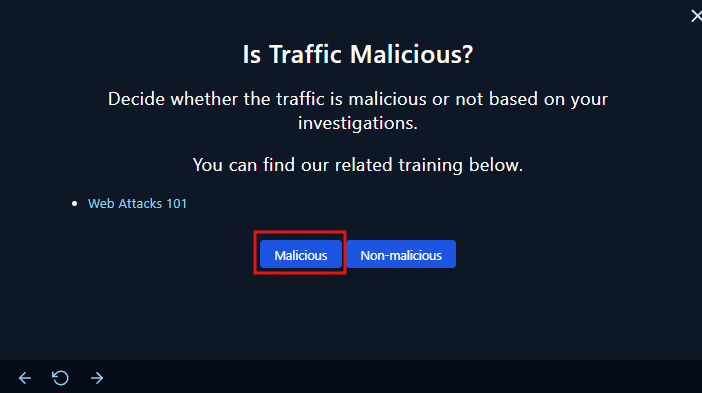 Is Traffic Malicious?
Decide whether the traffic is malicious or not based on your
investigations.
You can find our related training below.
Web Attacks 101
Malicious
Non-malicious